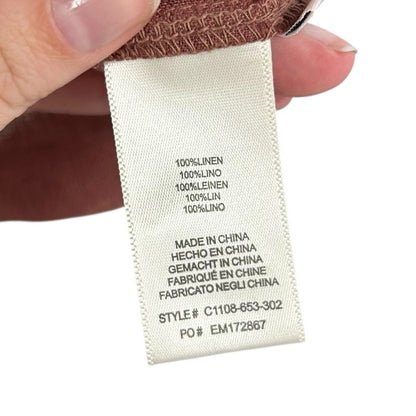 100%LINEN
100%LINO
100%LEINEN
100%LIN
100%LINO
MADE IN CHINA
HECHO EN CHINA
GEMACHT IN CHINA
FABRIQUÉ EN CHINE
FABRICATO NEGLI CHINA
STYLE# C1108-653-302
PO# EM172867